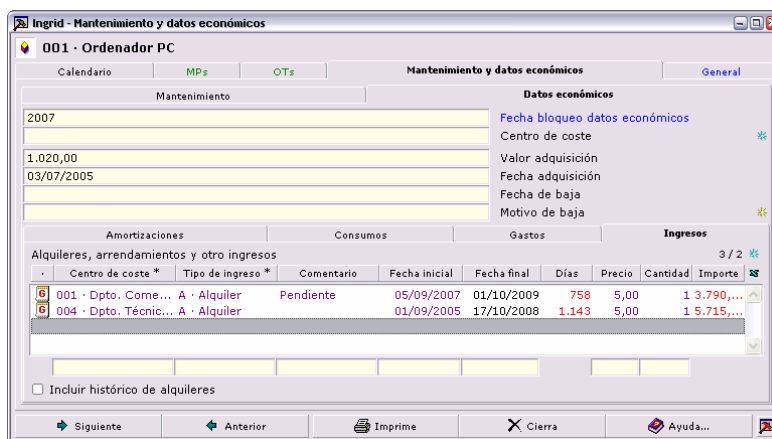 Ingrid - Mantenimiento y datos económicos
001 · Ordenador PC
Calendario MPs OTs Mantenimiento y datos económicos General
Mantenimiento Datos económicos
2007 Fecha bloqueo datos económicos
Centro de coste
1.020,00 Valor adquisición
03/07/2005 Fecha adquisición
Fecha de baja
Motivo de baja
Amortizaciones Consumos Gastos Ingresos
Alquileres, arrendamientos y otro ingresos 3 / 2
· Centro de coste * Tipo de ingreso * Comentario Fecha inicial Fecha final Días Precio Cantidad Importe
6 001 · Dpto. Come... A · Alquiler Pendiente 05/09/2007 01/10/2009 758 5,00 1 3.790,...
6 004 · Dpto. Técnic... A · Alquiler 01/09/2005 17/10/2008 1.143 5,00 1 5.715,...
Incluir histórico de alquileres
Siguiente Anterior Imprime Cierra Ayuda...